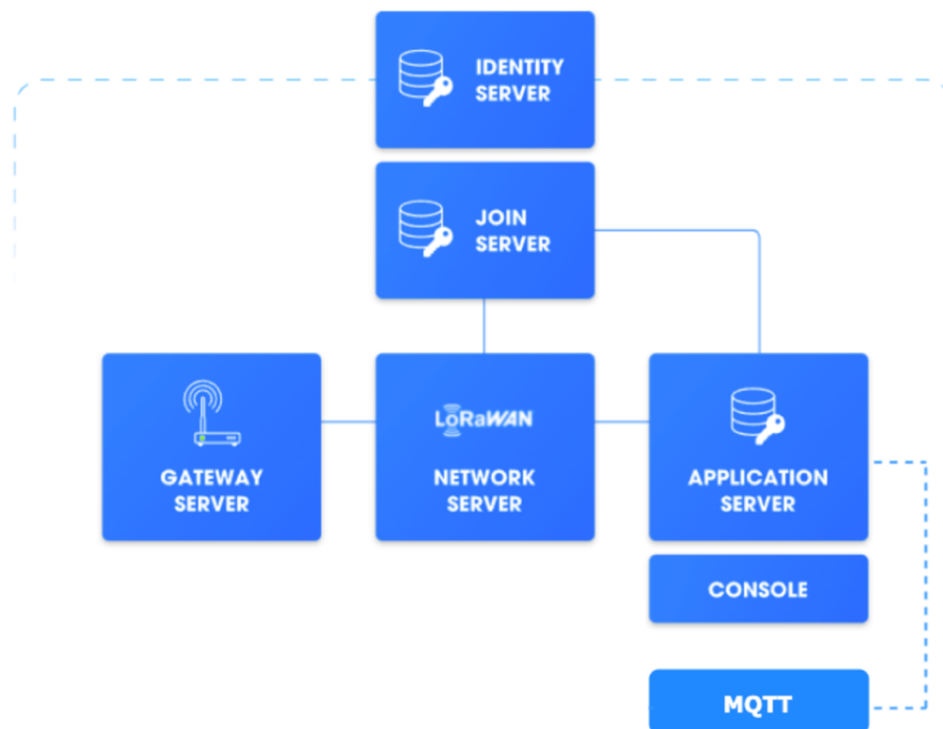 IDENTITY
SERVER
JOIN
SERVER
LoRaWAN
GATEWAY
SERVER
NETWORK
SERVER
APPLICATION
SERVER
CONSOLE
MQTT